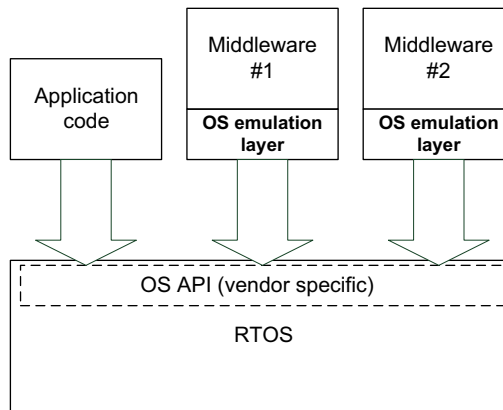 Application
code
Middleware
#1
OS emulation
layer
Middleware
#2
OS emulation
layer
OS API (vendor specific)
RTOS